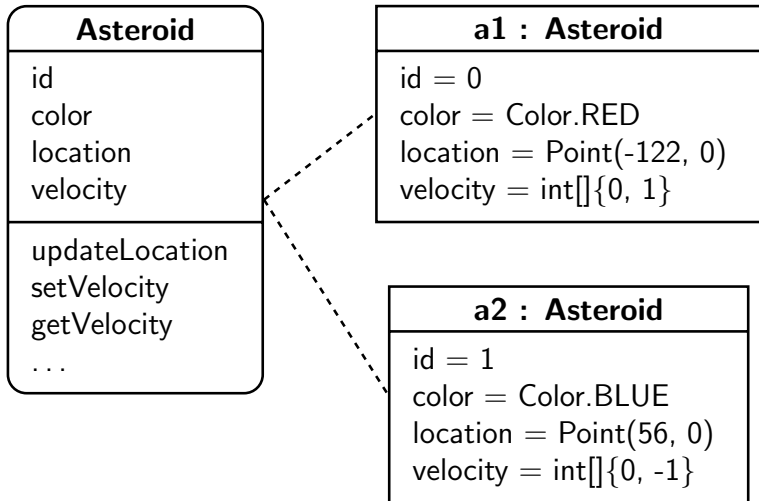 Asteroid
id
color
location
velocity
updateLocation
setVelocity
getVelocity
...
a1 : Asteroid
id = 0
color = Color.RED
location = Point(-122, 0)
velocity = int[]{0, 1}
a2 : Asteroid
id = 1
color = Color.BLUE
location = Point(56, 0)
velocity = int[]{0, -1}